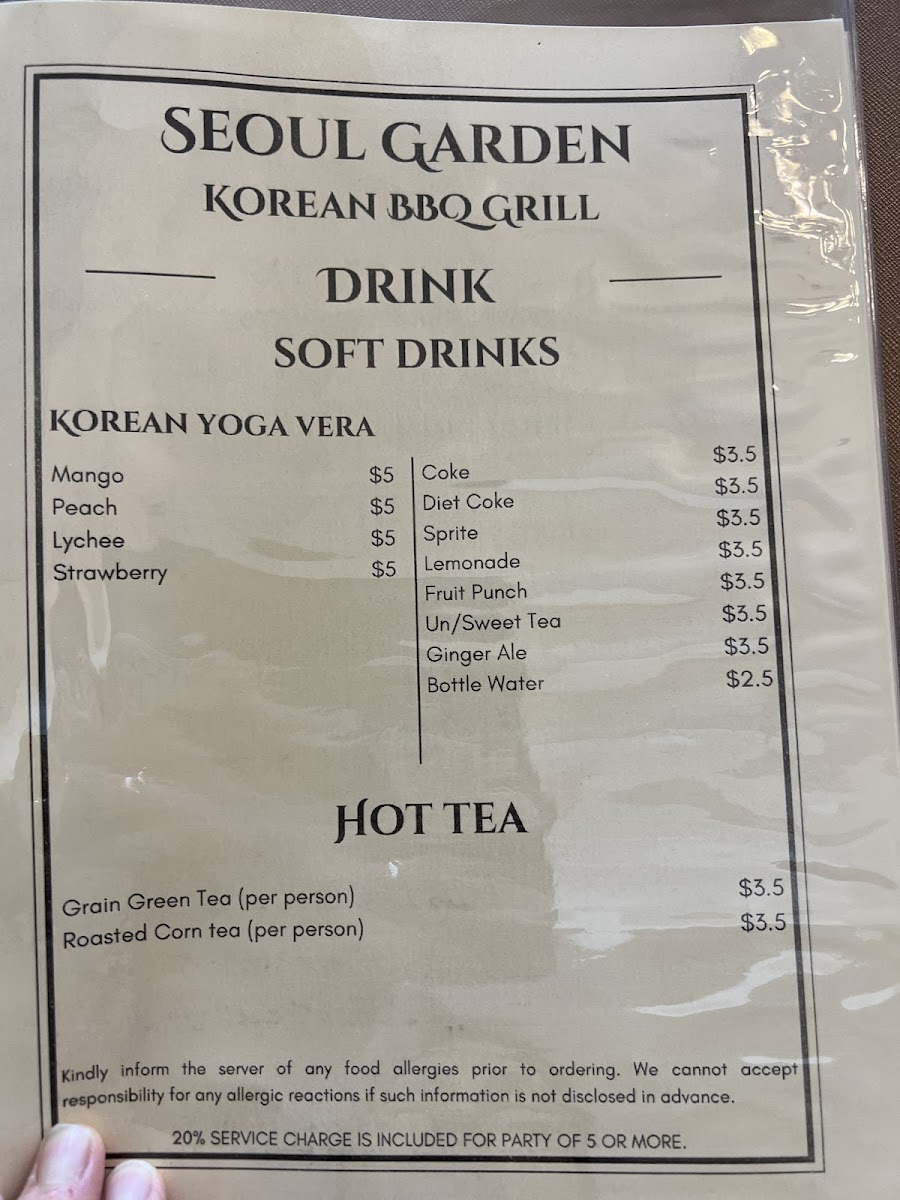 SEOUL GARDEN
KOREAN BBQ GRILL
DRINK
SOFT DRINKS
KOREAN YOGA VERA
Mango $5
Peach $5
Lychee $5
Strawberry $5
Coke $3.5
Diet Coke $3.5
Sprite $3.5
Lemonade $3.5
Fruit Punch $3.5
Un/Sweet Tea $3.5
Ginger Ale $3.5
Bottle Water $2.5
HOT TEA
Grain Green Tea (per person) $3.5
Roasted Corn tea (per person) $3.5
Kindly inform the server of any food allergies prior to ordering. We cannot accept
responsibility for any allergic reactions if such information is not disclosed in advance.
20% SERVICE CHARGE IS INCLUDED FOR PARTY OF 5 OR MORE.